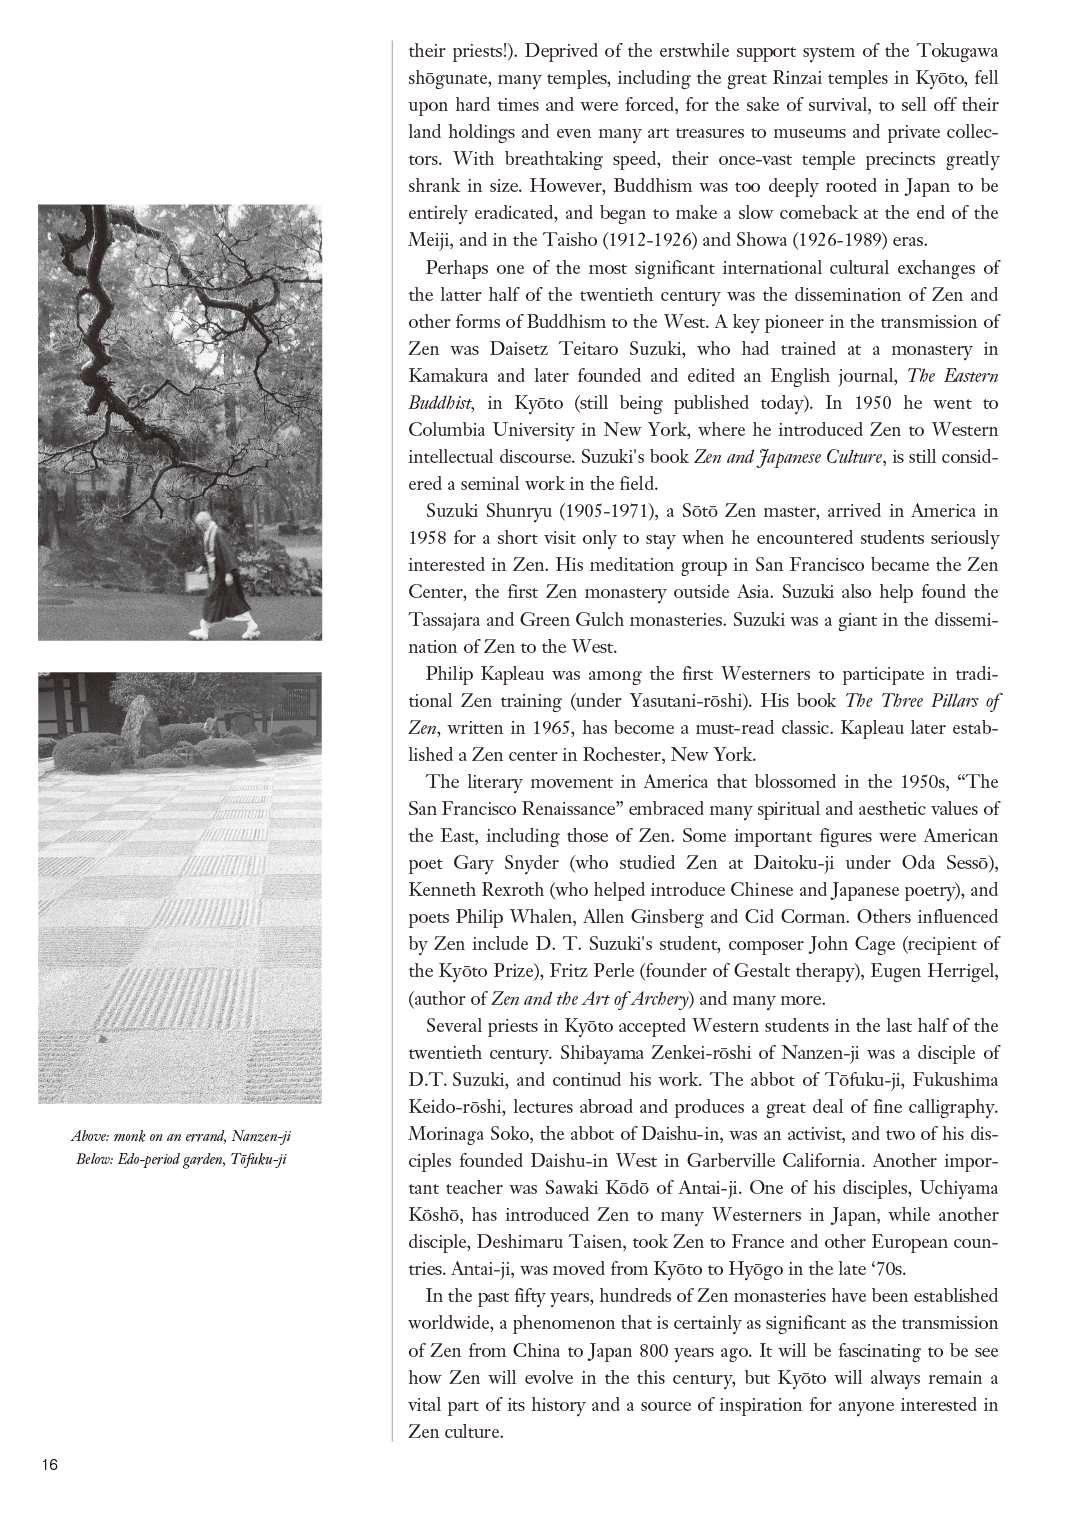 their priests!). Deprived of the erstwhile support system of the Tokugawa
shōgunate, many temples, including the great Rinzai temples in Kyōto, fell
upon hard times and were forced, for the sake of survival, to sell off their
land holdings and even many art treasures to museums and private collec-
tors. With breathtaking speed, their once-vast temple precincts greatly
shrank in size. However, Buddhism was too deeply rooted in Japan to be
entirely eradicated, and began to make a slow comeback at the end of the
Meiji, and in the Taisho (1912-1926) and Showa (1926-1989) eras.
Perhaps one of the most significant international cultural exchanges of
the latter half of the twentieth century was the dissemination of Zen and
other forms of Buddhism to the West. A key pioneer in the transmission of
Zen was Daisetz Teitaro Suzuki, who had trained at a monastery in
Kamakura and later founded and edited an English journal, The Eastern
Buddhist, in Kyōto (still being published today). In 1950 he went to
Columbia University in New York, where he introduced Zen to Western
intellectual discourse. Suzuki's book Zen and Japanese Culture, is still consid-
ered a seminal work in the field.
Suzuki Shunryu (1905-1971), a Sōtō Zen master, arrived in America in
1958 for a short visit only to stay when he encountered students seriously
interested in Zen. His meditation group in San Francisco became the Zen
Center, the first Zen monastery outside Asia. Suzuki also help found the
Tassajara and Green Gulch monasteries. Suzuki was a giant in the dissemi-
nation of Zen to the West.
Philip Kapleau was among the first Westerners to participate in tradi-
tional Zen training (under Yasutani-rōshi). His book The Three Pillars of
Zen, written in 1965, has become a must-read classic. Kapleau later estab-
lished a Zen center in Rochester, New York.
The literary movement in America that blossomed in the 1950s, “The
San Francisco Renaissance” embraced many spiritual and aesthetic values of
the East, including those of Zen. Some important figures were American
poet Gary Snyder (who studied Zen at Daitoku-ji under Oda Sessō),
Kenneth Rexroth (who helped introduce Chinese and Japanese poetry), and
poets Philip Whalen, Allen Ginsberg and Cid Corman. Others influenced
by Zen include D. T. Suzuki's student, composer John Cage (recipient of
the Kyōto Prize), Fritz Perle (founder of Gestalt therapy), Eugen Herrigel,
(author of Zen and the Art of Archery) and many more.
Several priests in Kyōto accepted Western students in the last half of the
twentieth century. Shibayama Zenkei-rōshi of Nanzen-ji was a disciple of
D.T. Suzuki, and continud his work. The abbot of Tōfuku-ji, Fukushima
Keido-rōshi, lectures abroad and produces a great deal of fine calligraphy.
Morinaga Soko, the abbot of Daishu-in, was an activist, and two of his dis-
ciples founded Daishu-in West in Garberville California. Another impor-
tant teacher was Sawaki Kōdō of Antai-ji. One of his disciples, Uchiyama
Kōshō, has introduced Zen to many Westerners in Japan, while another
disciple, Deshimaru Taisen, took Zen to France and other European coun-
tries. Antai-ji, was moved from Kyōto to Hyōgo in the late ‘70s.
In the past fifty years, hundreds of Zen monasteries have been established
worldwide, a phenomenon that is certainly as significant as the transmission
of Zen from China to Japan 800 years ago. It will be fascinating to be see
how Zen will evolve in the this century, but Kyōto will always remain a
vital part of its history and a source of inspiration for anyone interested in
Zen culture.
Above: monk on an errand, Nanzen-ji
Below: Edo-period garden, Tōfuku-ji
16